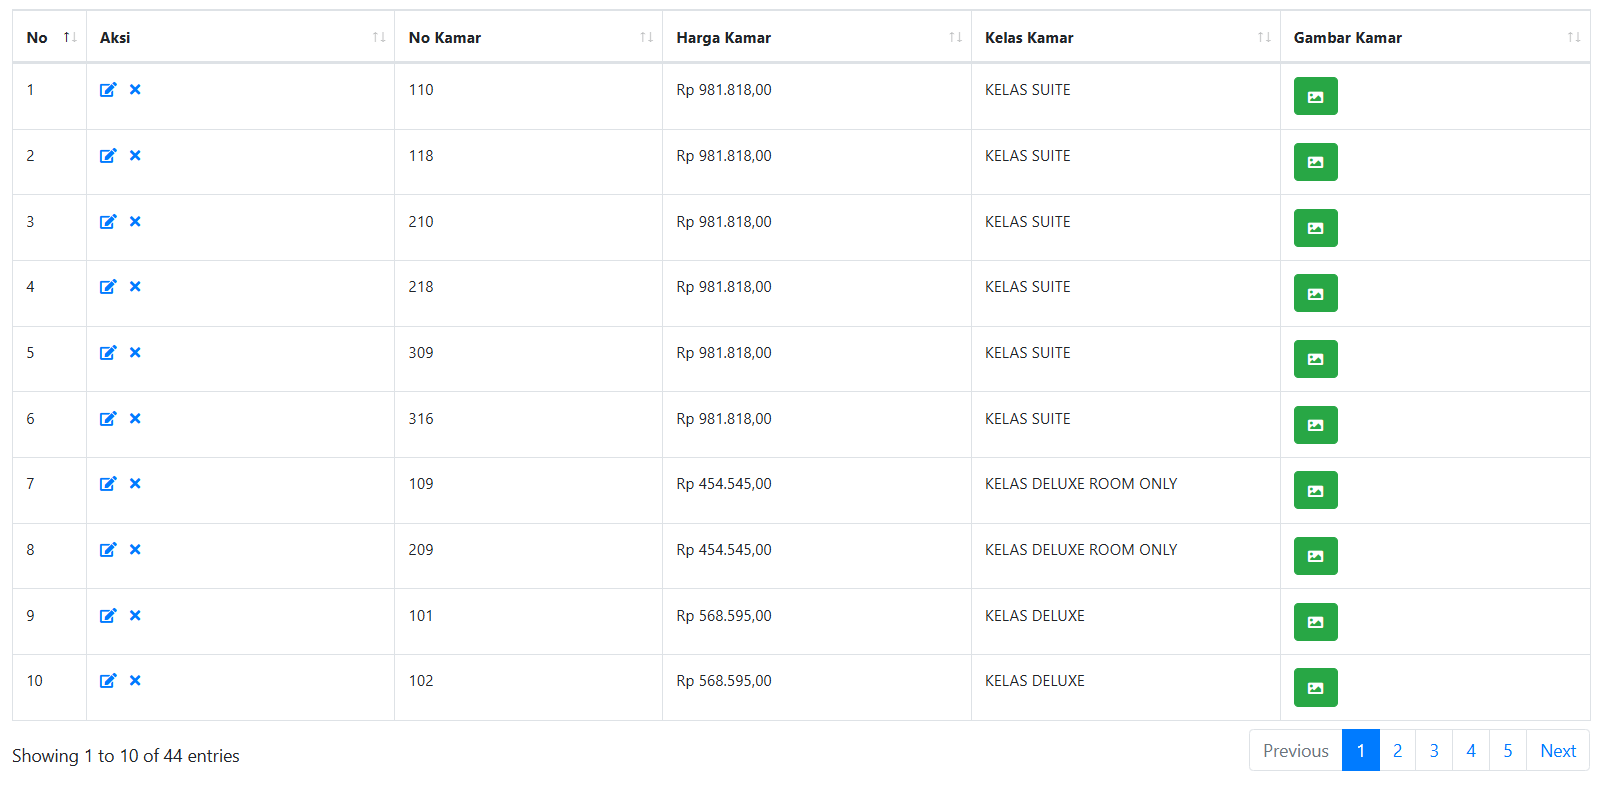 No Aksi No Kamar Harga Kamar Kelas Kamar Gambar Kamar
1 110 Rp 981.818,00 KELAS SUITE
2 118 Rp 981.818,00 KELAS SUITE
3 210 Rp 981.818,00 KELAS SUITE
4 218 Rp 981.818,00 KELAS SUITE
5 309 Rp 981.818,00 KELAS SUITE
6 316 Rp 981.818,00 KELAS SUITE
7 109 Rp 454.545,00 KELAS DELUXE ROOM ONLY
8 209 Rp 454.545,00 KELAS DELUXE ROOM ONLY
9 101 Rp 568.595,00 KELAS DELUXE
10 102 Rp 568.595,00 KELAS DELUXE
Showing 1 to 10 of 44 entries Previous 1 2 3 4 5 Next